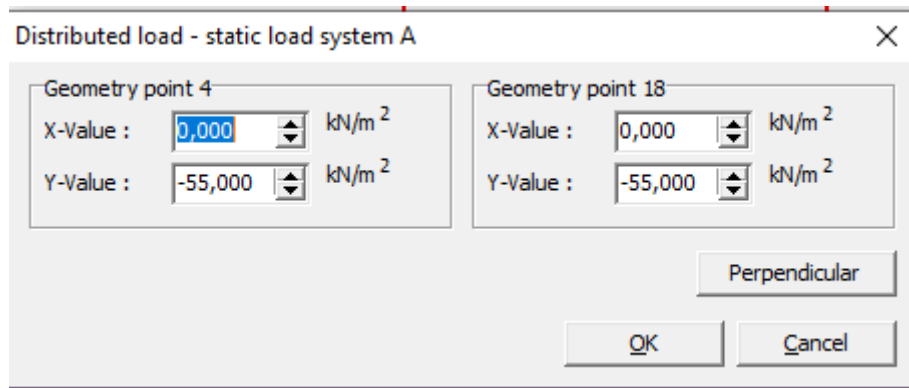 Distributed load - static load system A
Geometry point 4
X-Value : 0,000 kN/m 2
Y-Value : -55,000 kN/m 2
Geometry point 18
X-Value : 0,000 kN/m 2
Y-Value : -55,000 kN/m 2
Perpendicular
OK Cancel